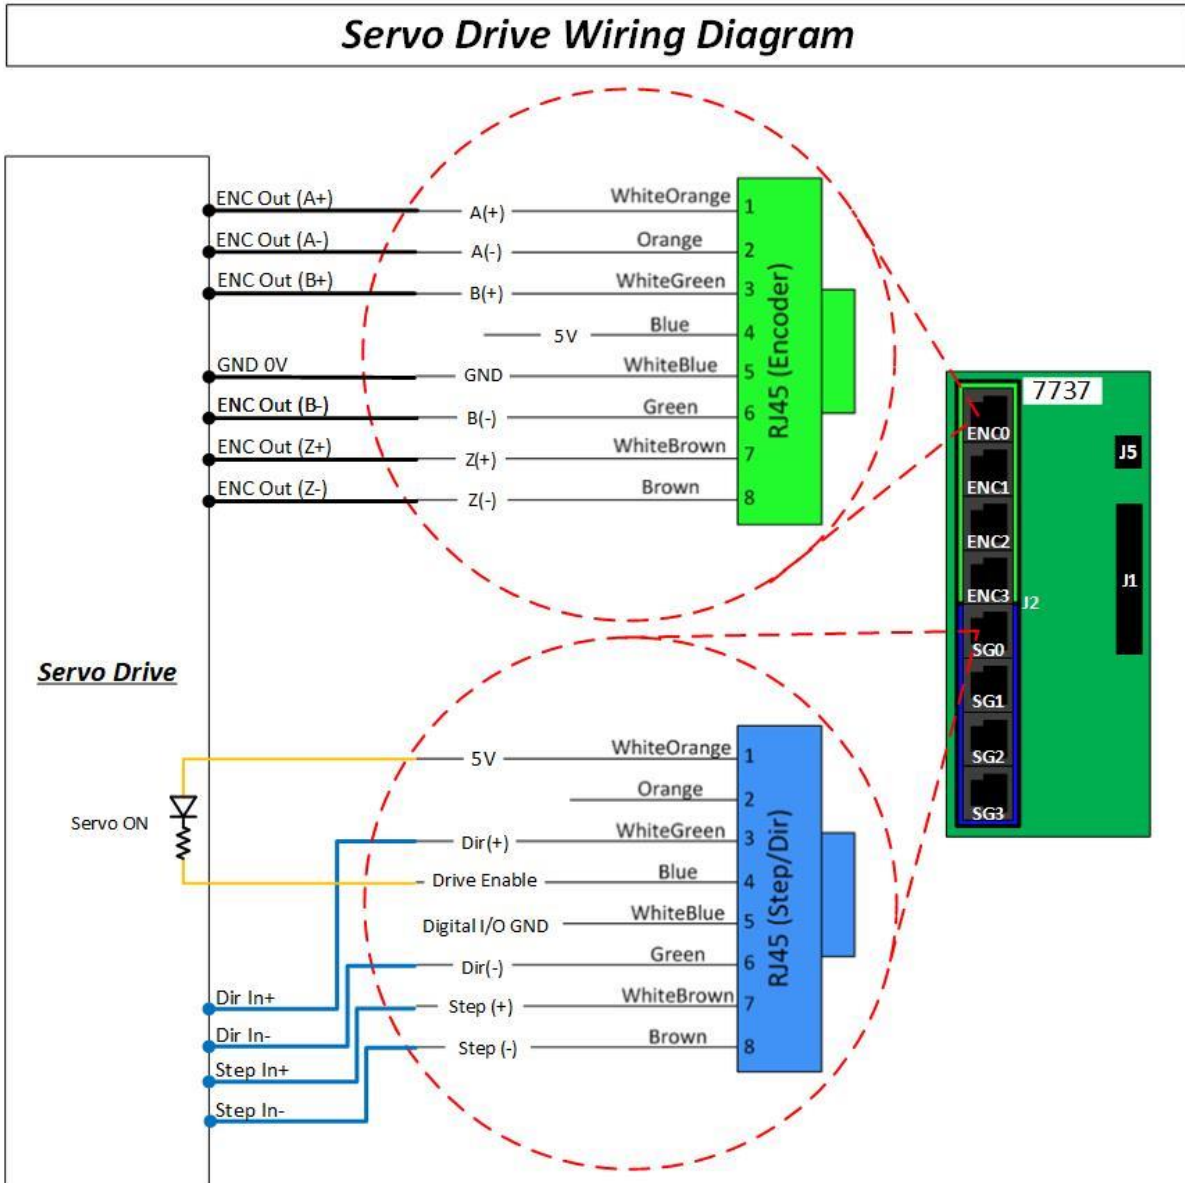 Servo Drive Wiring Diagram
ENC Out (A+)
A(+)
WhiteOrange
1
ENC Out (A-)
A(-)
Orange
2
ENC Out (B+)
B(+)
WhiteGreen
3
5V
Blue
4
GND 0V
GND
WhiteBlue
5
ENC Out (B-)
B(-)
Green
6
ENC Out (Z+)
Z(+)
WhiteBrown
7
ENC Out (Z-)
Z(-)
Brown
8
RJ45 (Encoder)
7737
ENC0
ENC1
ENC2
ENC3
SG0
SG1
SG2
SG3
J5
J1
J2
Servo Drive
Servo ON
5V
WhiteOrange
1
Orange
2
Dir(+)
WhiteGreen
3
Drive Enable
Blue
4
Digital I/O GND
WhiteBlue
5
Dir(-)
Green
6
Step (+)
WhiteBrown
7
Step (-)
Brown
8
RJ45 (Step/Dir)
Dir In+
Dir In-
Step In+
Step In-